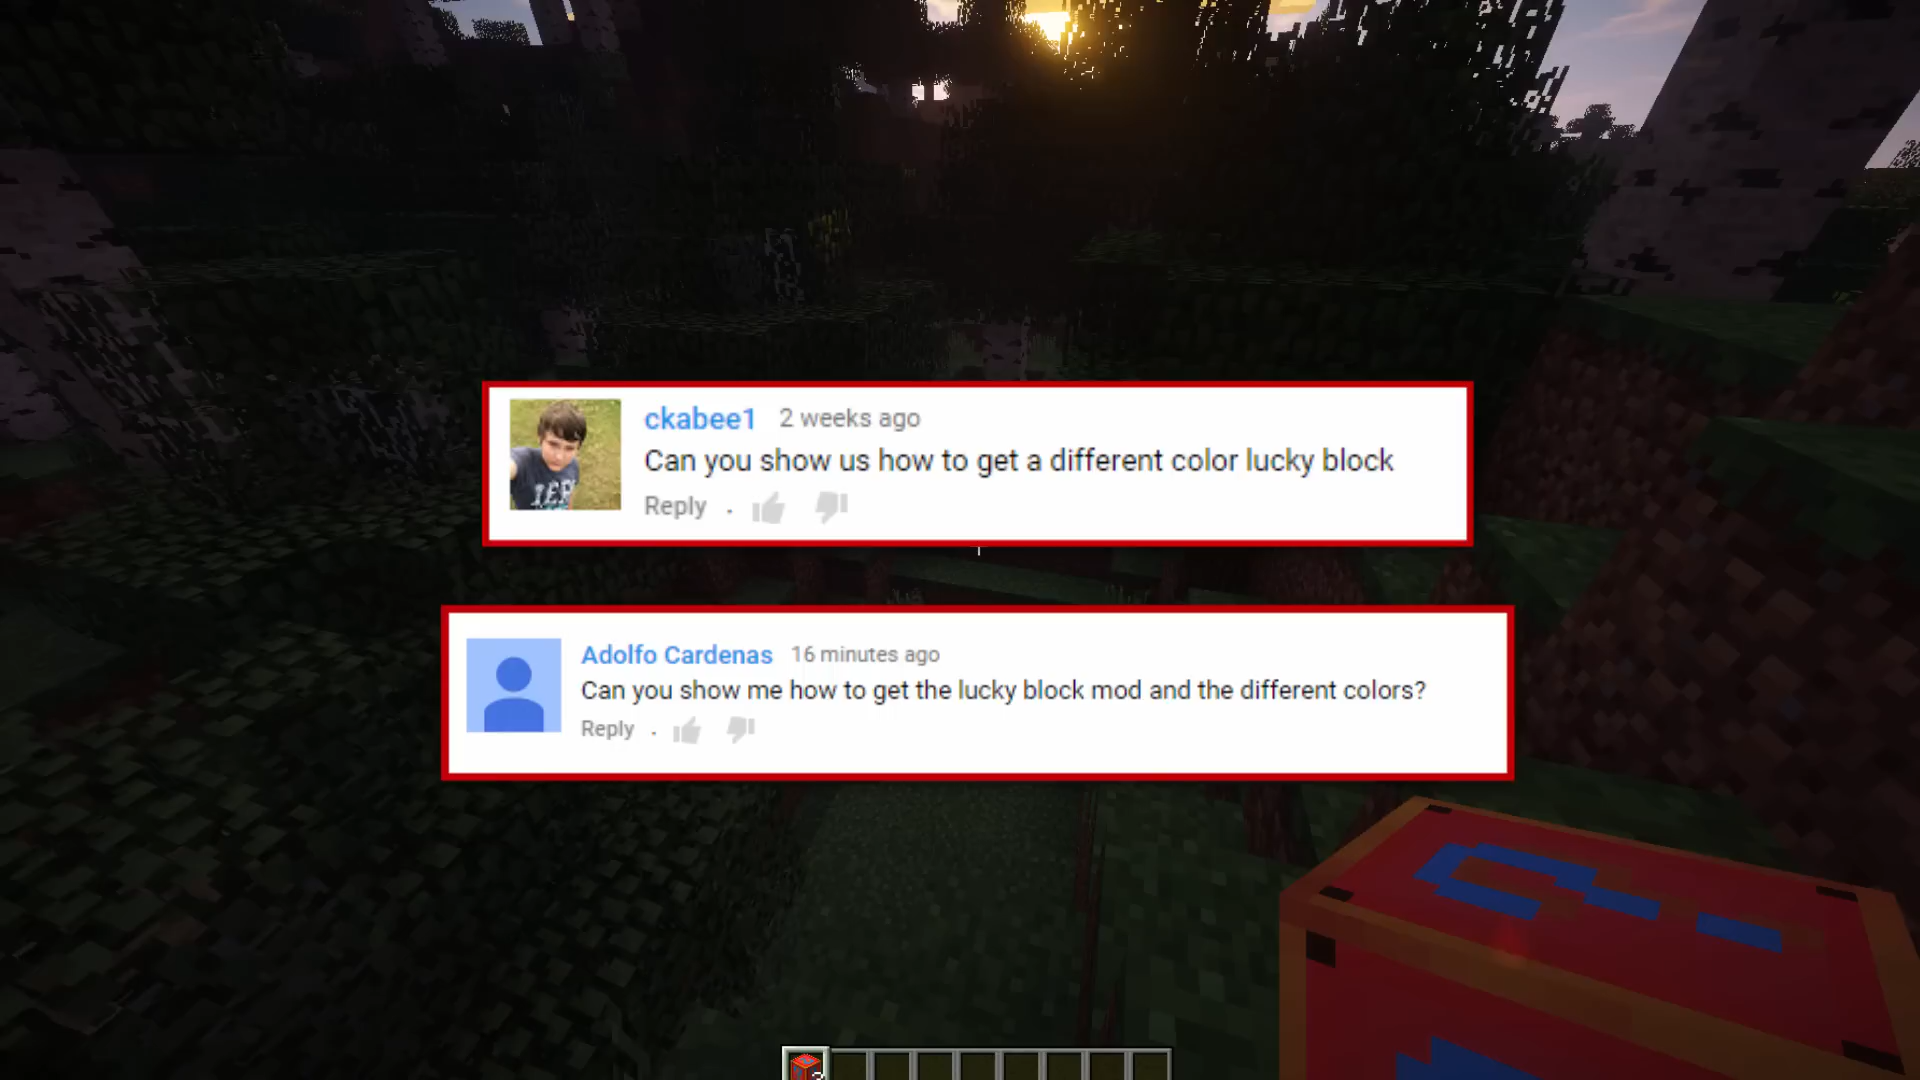 ckabee1 2 weeks ago
Can you show us how to get a different color lucky block
Reply .
Adolfo Cardenas 16 minutes ago
Can you show me how to get the lucky block mod and the different colors?
Reply .